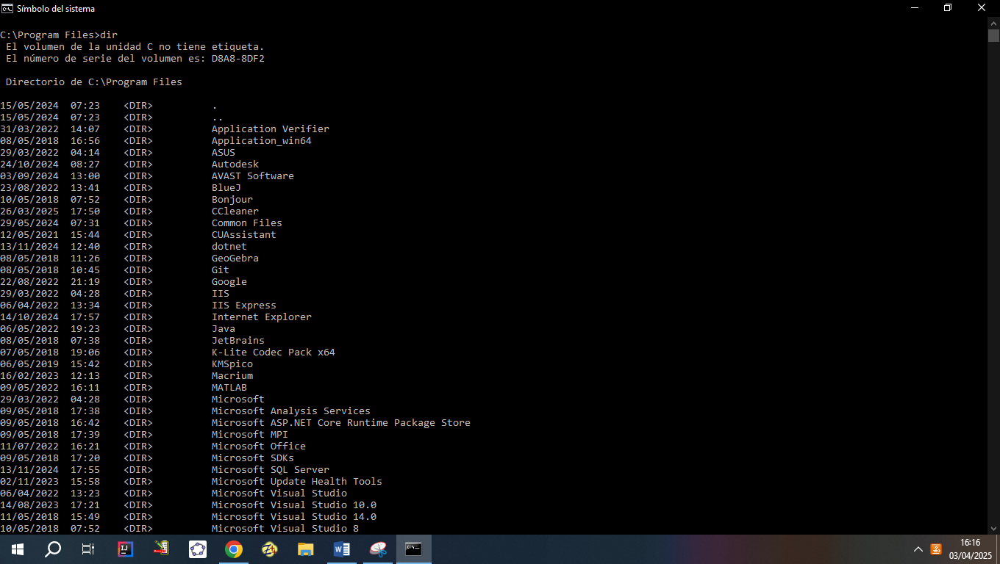 Símbolo del sistema
C:\Program Files>dir
 El volumen de la unidad C no tiene etiqueta.
 El número de serie del volumen es: D8A8-8DF2
 Directorio de C:\Program Files
15/05/2024  07:23    <DIR>          .
15/05/2024  07:23    <DIR>          ..
31/03/2022  14:07    <DIR>          Application Verifier
08/05/2018  16:56    <DIR>          Application_win64
29/03/2022  04:14    <DIR>          ASUS
24/10/2024  08:27    <DIR>          Autodesk
03/09/2024  13:00    <DIR>          AVAST Software
23/08/2022  13:41    <DIR>          BlueJ
10/05/2018  07:52    <DIR>          Bonjour
26/03/2025  17:50    <DIR>          CCleaner
29/05/2024  07:31    <DIR>          Common Files
12/05/2021  15:44    <DIR>          CUAssistant
13/11/2024  12:40    <DIR>          dotnet
08/05/2018  11:26    <DIR>          GeoGebra
08/05/2018  10:45    <DIR>          Git
22/08/2022  21:19    <DIR>          Google
29/03/2022  04:28    <DIR>          IIS
06/04/2022  13:34    <DIR>          IIS Express
14/10/2024  17:57    <DIR>          Internet Explorer
06/05/2022  19:23    <DIR>          Java
08/05/2018  07:38    <DIR>          JetBrains
07/05/2018  19:06    <DIR>          K-Lite Codec Pack x64
06/05/2019  15:42    <DIR>          KMSpico
16/02/2023  12:13    <DIR>          Macrium
09/05/2022  16:11    <DIR>          MATLAB
29/03/2022  04:28    <DIR>          Microsoft
09/05/2018  17:38    <DIR>          Microsoft Analysis Services
09/05/2018  16:42    <DIR>          Microsoft ASP.NET Core Runtime Package Store
09/05/2018  17:39    <DIR>          Microsoft MPI
11/07/2022  16:21    <DIR>          Microsoft Office
09/05/2018  17:20    <DIR>          Microsoft SDKs
13/11/2024  17:55    <DIR>          Microsoft SQL Server
02/11/2023  15:58    <DIR>          Microsoft Update Health Tools
06/04/2022  13:23    <DIR>          Microsoft Visual Studio
14/08/2023  17:21    <DIR>          Microsoft Visual Studio 10.0
11/05/2018  15:49    <DIR>          Microsoft Visual Studio 14.0
10/05/2018  07:52    <DIR>          Microsoft Visual Studio 8
16:16
03/04/2025